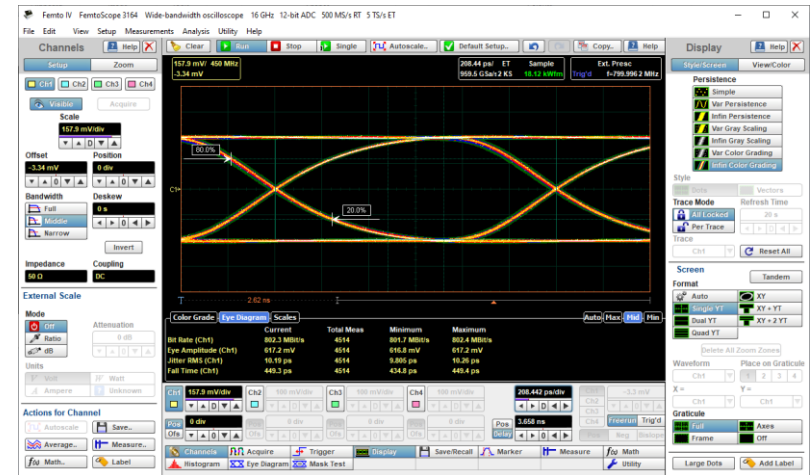 Femto IV FemtoScope 3164 Wide-bandwidth oscilloscope 16 GHz 12-bit ADC 500 MS/s RT 5 TS/s ET
File Edit View Setup Measurements Analysis Utility Help
Channels Help
Clear Run Stop Single Autoscale.. Default Setup.. Copy.. Help
Display Help
Setup Zoom
Ch1 Ch2 Ch3 Ch4
Visible Acquire
Scale
157.9 mV/div
Offset Position
-3.34 mV 0 div
Bandwidth Deskew
Full 0 s
Middle
Narrow
Invert
Impedance Coupling
50 Ω DC
External Scale
Mode
Off Attenuation
Ratio 0 dB
dB
Units
V Volt W Watt
A Ampere ? Unknown
Actions for Channel
Autoscale Save..
Average.. Measure..
f(x) Math.. Label
157.9 mV/ 450 MHz
-3.34 mV
208.44 ps/ ET Sample
959.5 GSa/s 2 KS 18.12 kWfm
Ext. Presc
Trig'd f=799.996 2 MHz
80.0%
C1
20.0%
T 2.62 ns
Color Grade Eye Diagram Scales Auto Max Mid Min
Current Total Meas Minimum Maximum
Bit Rate (Ch1) 802.3 MBit/s 4514 801.7 MBit/s 802.4 MBit/s
Eye Amplitude (Ch1) 617.2 mV 4514 616.8 mV 617.2 mV
Jitter RMS (Ch1) 10.19 ps 4514 9.805 ps 10.26 ps
Fall Time (Ch1) 449.3 ps 4514 434.8 ps 449.4 ps
Ch1 157.9 mV/div Ch2 100 mV/div Ch3 100 mV/div Ch4 100 mV/div 208.442 ps/div -3.3 mV
Pos 0 div Pos 0 div Pos 0 div Pos 3.658 ns Freerun Trig'd
Ofs Delay
Channels Acquire Trigger Display Save/Recall Marker Measure f(x) Math
Histogram Eye Diagram Mask Test Utility
Style/Screen View/Color
Persistence
Simple
Var Persistence
Infin Persistence
Var Gray Scaling
Infin Gray Scaling
Var Color Grading
Infin Color Grading
Style
Dots Vectors
Trace Mode Refresh Time
All Locked 20 s
Per Trace
Trace
Ch1 Reset All
Screen Tandem
Format
Auto XY
Single YT XY + YT
Dual YT XY + 2 YT
Quad YT
Delete All Zoom Zones
Waveform Place on Graticule
Ch1 1 2 3 4
X = Y =
Ch1 Ch1
Graticule
Full Axes
Frame Off
Large Dots Add Label